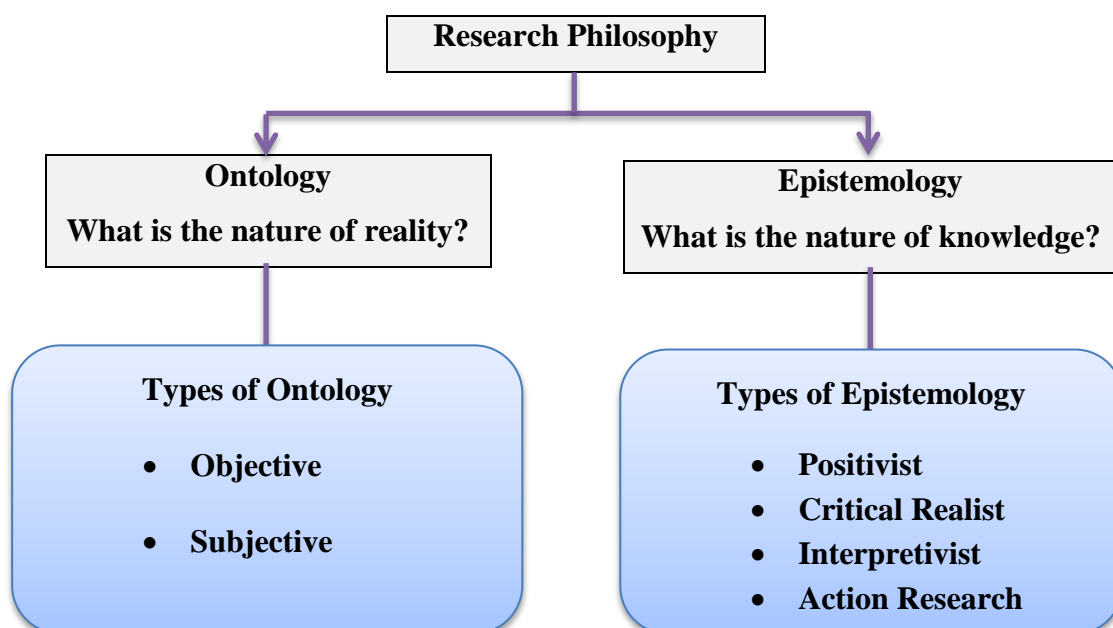 Research Philosophy
Ontology
What is the nature of reality?
Epistemology
What is the nature of knowledge?
Types of Ontology
• Objective
• Subjective
Types of Epistemology
• Positivist
• Critical Realist
• Interpretivist
• Action Research